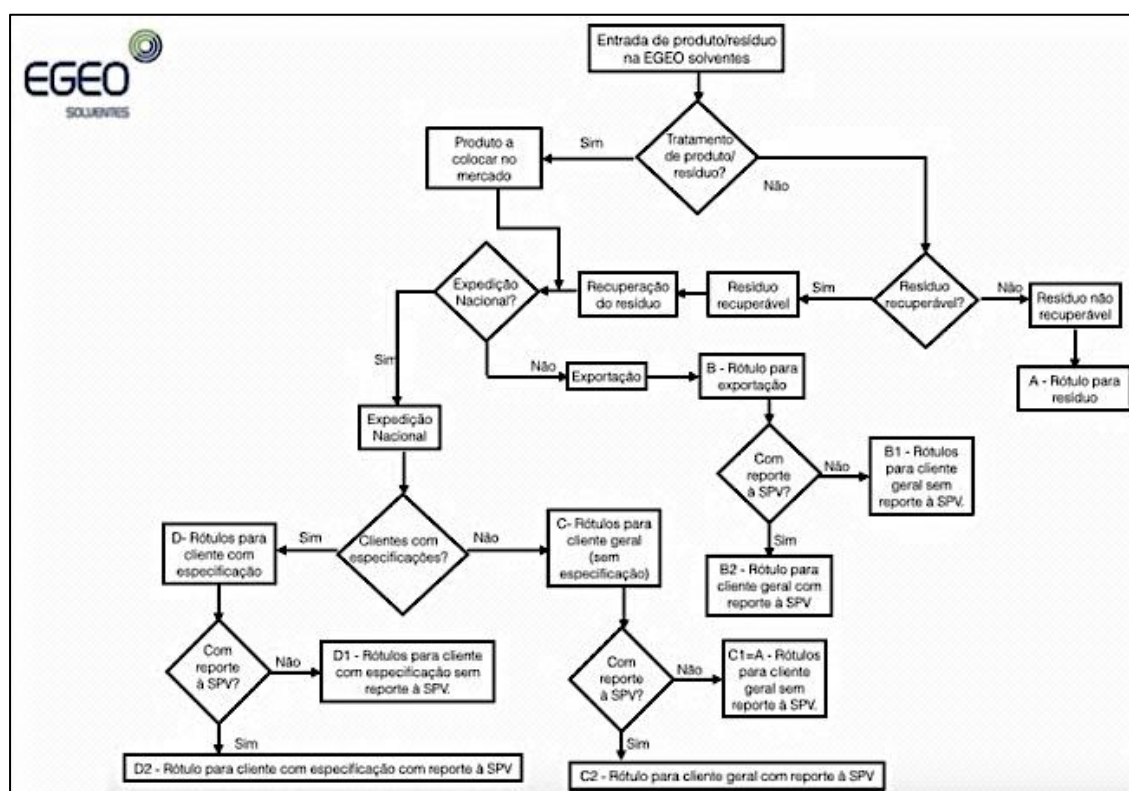 EGEO
SOLVENTES
Entrada de produto/resíduo
na EGEO solventes
Tratamento
de produto/
resíduo?
Sim
Não
Produto a
colocar no
mercado
Expedição
Nacional?
Recuperação
do resíduo
Resíduo
recuperável
Sim
Resíduo
recuperável?
Não
Resíduo não
recuperável
A - Rótulo para
resíduo
Sim
Não
Exportação
B - Rótulo para
exportação
Expedição
Nacional
Com
reporte
à SPV?
Não
B1 - Rótulos
para cliente
geral sem
reporte à SPV.
Sim
B2 - Rótulo para
cliente geral com
reporte à SPV
Clientes com
especificações?
Sim
Não
D- Rótulos para
cliente com
especificação
C- Rótulos para
cliente geral
(sem
especificação)
Com
reporte
à SPV?
Não
D1 - Rótulos para cliente
com especificação sem
reporte à SPV.
Sim
D2 - Rótulo para cliente com especificação com reporte à SPV
Com
reporte
à SPV?
Não
C1=A - Rótulos
para cliente
geral sem
reporte à SPV.
Sim
C2 - Rótulo para cliente geral com reporte à SPV